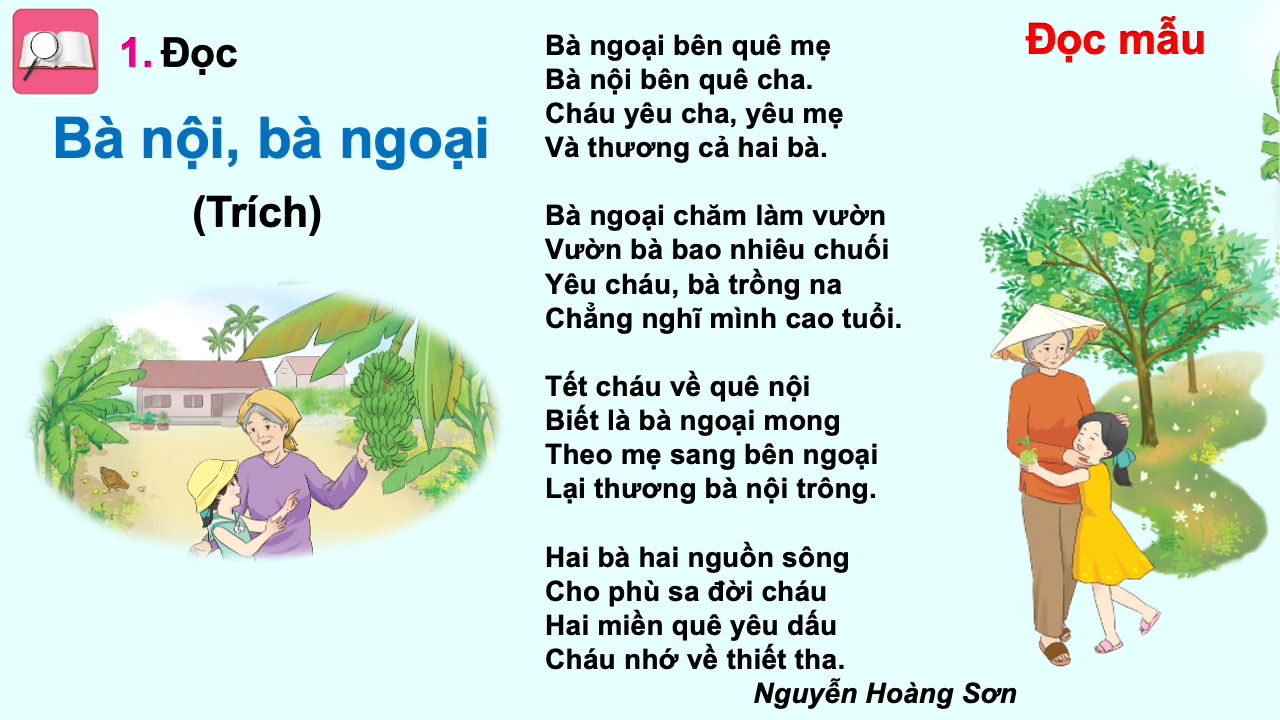 1. Đọc
Bà nội, bà ngoại
(Trích)
Đọc mẫu
Bà ngoại bên quê mẹ
Bà nội bên quê cha.
Cháu yêu cha, yêu mẹ
Và thương cả hai bà.
Bà ngoại chăm làm vườn
Vườn bà bao nhiêu chuối
Yêu cháu, bà trồng na
Chẳng nghĩ mình cao tuổi.
Tết cháu về quê nội
Biết là bà ngoại mong
Theo mẹ sang bên ngoại
Lại thương bà nội trông.
Hai bà hai nguồn sông
Cho phù sa đời cháu
Hai miền quê yêu dấu
Cháu nhớ về thiết tha.
Nguyễn Hoàng Sơn